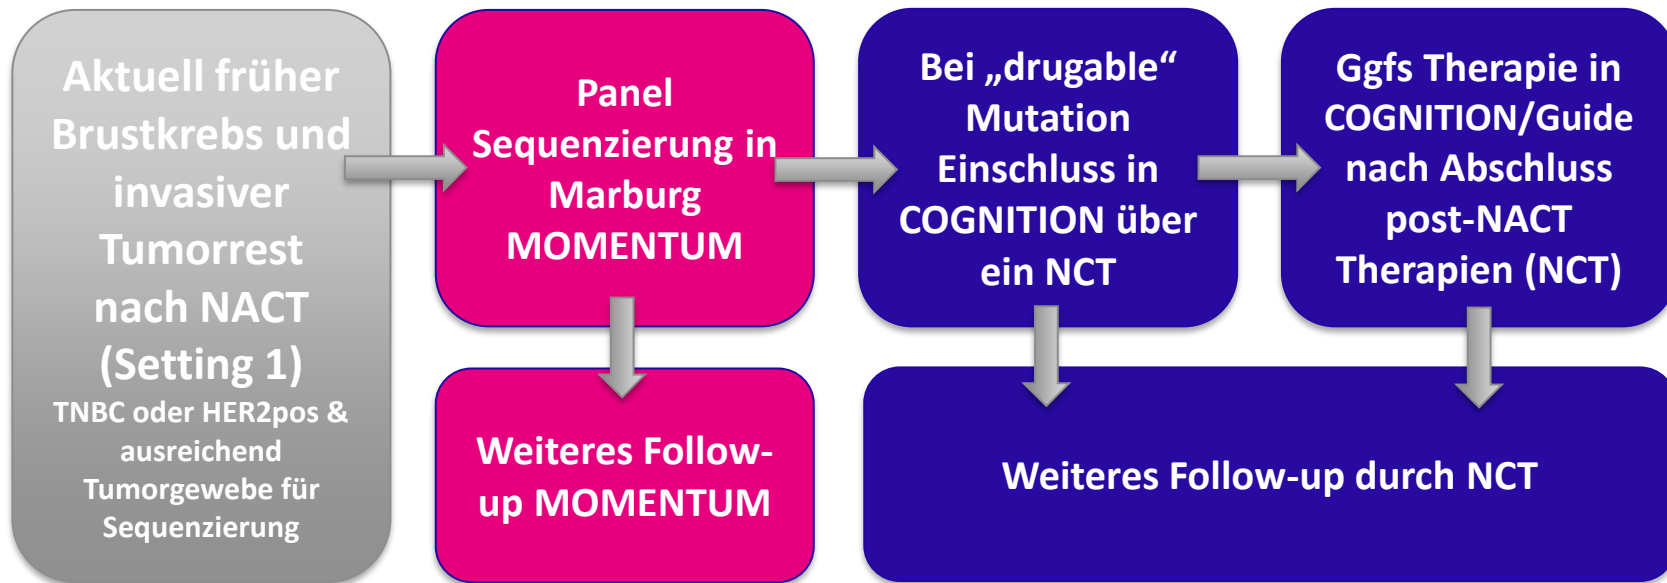 Aktuell früher
Brustkrebs und
invasiver
Tumorrest
nach NACT
(Setting 1)
TNBC oder HER2pos &
ausreichend
Tumorgewebe für
Sequenzierung
Panel
Sequenzierung in
Marburg
MOMENTUM
Bei „drugable“
Mutation
Einschluss in
COGNITION über
ein NCT
Ggfs Therapie in
COGNITION/Guide
nach Abschluss
post-NACT
Therapien (NCT)
Weiteres Follow-
up MOMENTUM
Weiteres Follow-up durch NCT